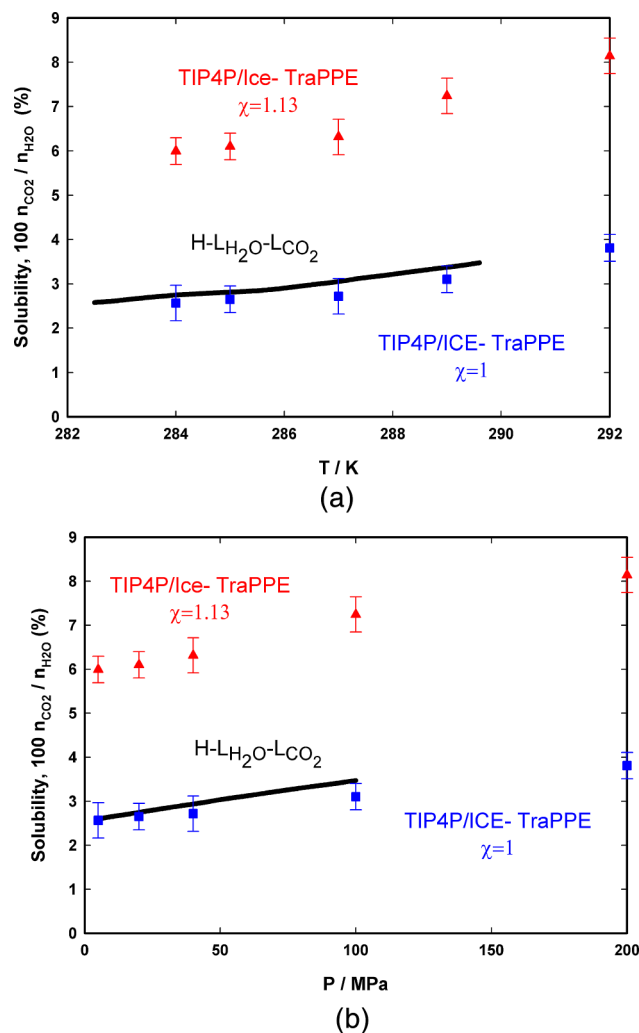 9
8
7
6
5
4
3
2
1
0
Solubility, 100 nCO2 / nH2O (%)
TIP4P/Ice- TraPPE
χ=1.13
H-LH2O-LCO2
TIP4P/ICE- TraPPE
χ=1
282 284 286 288 290 292
T / K
(a)
9
8
7
6
5
4
3
2
1
0
Solubility, 100 nCO2 / nH2O (%)
TIP4P/Ice- TraPPE
χ=1.13
H-LH2O-LCO2
TIP4P/ICE- TraPPE
χ=1
0 50 100 150 200
P / MPa
(b)